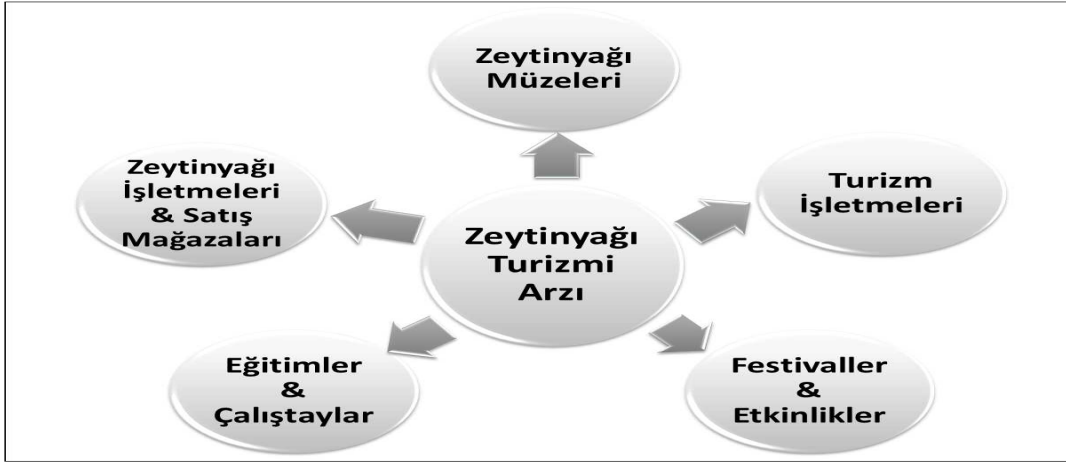 Zeytinyağı
Müzeleri
Zeytinyağı
İşletmeleri
& Satış
Mağazaları
Turizm
İşletmeleri
Zeytinyağı
Turizmi
Arzı
Eğitimler
&
Çalıştaylar
Festivaller
&
Etkinlikler